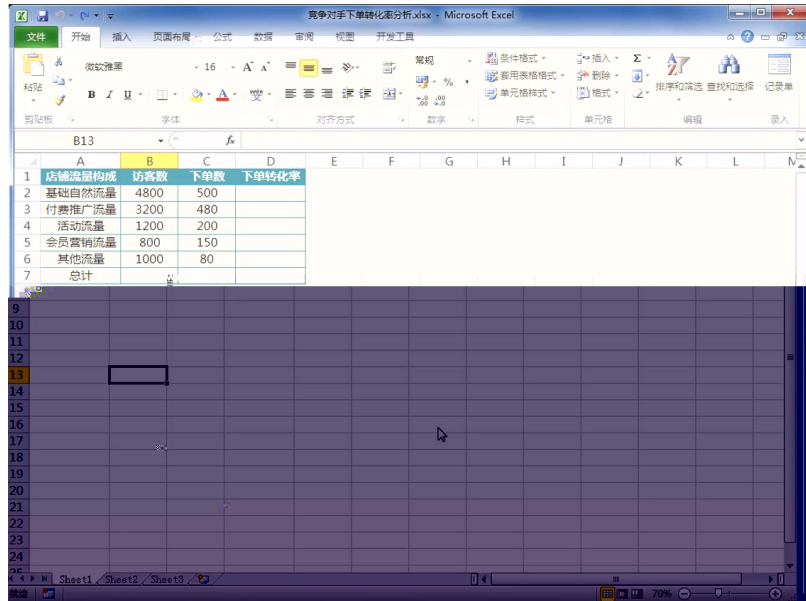 竞争对手下单转化率分析.xlsx - Microsoft Excel
文件 开始 插入 页面布局 公式 数据 审阅 视图 开发工具
粘贴 微软雅黑 16 A A 常规 条件格式 插入 Σ
B I U A 套用表格格式 删除 排序和筛选 查找和选择 记录单
% , 单元格样式 格式
剪贴板 字体 对齐方式 数字 样式 单元格 编辑 录入
B13 fx
A B C D E F G H I J K L M
1 店铺流量构成 访客数 下单数 下单转化率
2 基础自然流量 4800 500
3 付费推广流量 3200 480
4 活动流量 1200 200
5 会员营销流量 800 150
6 其他流量 1000 80
7 总计
9
10
11
12
13
14
15
16
17
18
19
20
21
22
23
24
Sheet1 Sheet2 Sheet3
就绪 70%